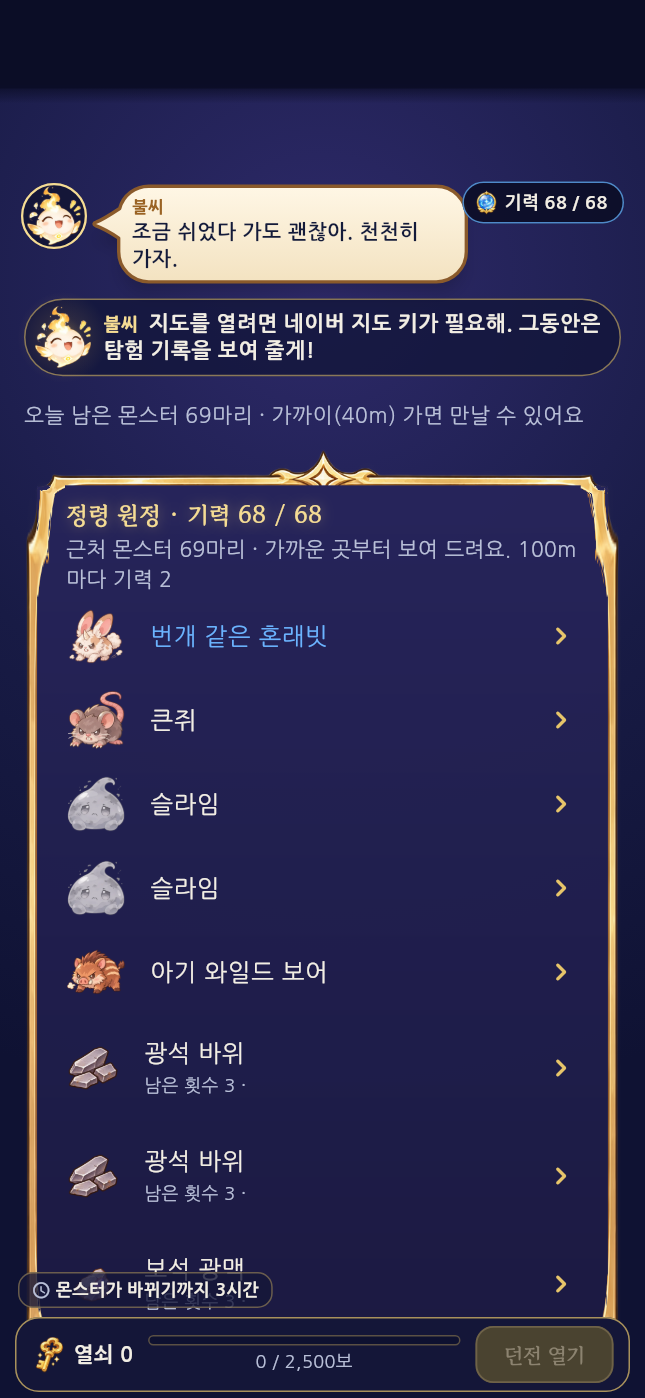 불씨
조금 쉬었다 가도 괜찮아. 천천히
가자.
기력 68 / 68
불씨 지도를 열려면 네이버 지도 키가 필요해. 그동안은
탐험 기록을 보여 줄게!
오늘 남은 몬스터 69마리 · 가까이(40m) 가면 만날 수 있어요
정령 원정 · 기력 68 / 68
근처 몬스터 69마리 · 가까운 곳부터 보여 드려요. 100m
마다 기력 2
번개 같은 혼래빗
큰쥐
슬라임
슬라임
아기 와일드 보어
광석 바위
남은 횟수 3 ·
광석 바위
남은 횟수 3 ·
보석 광맥
남은 횟수 3 ·
몬스터가 바뀌기까지 3시간
열쇠 0
0 / 2,500보
던전 열기